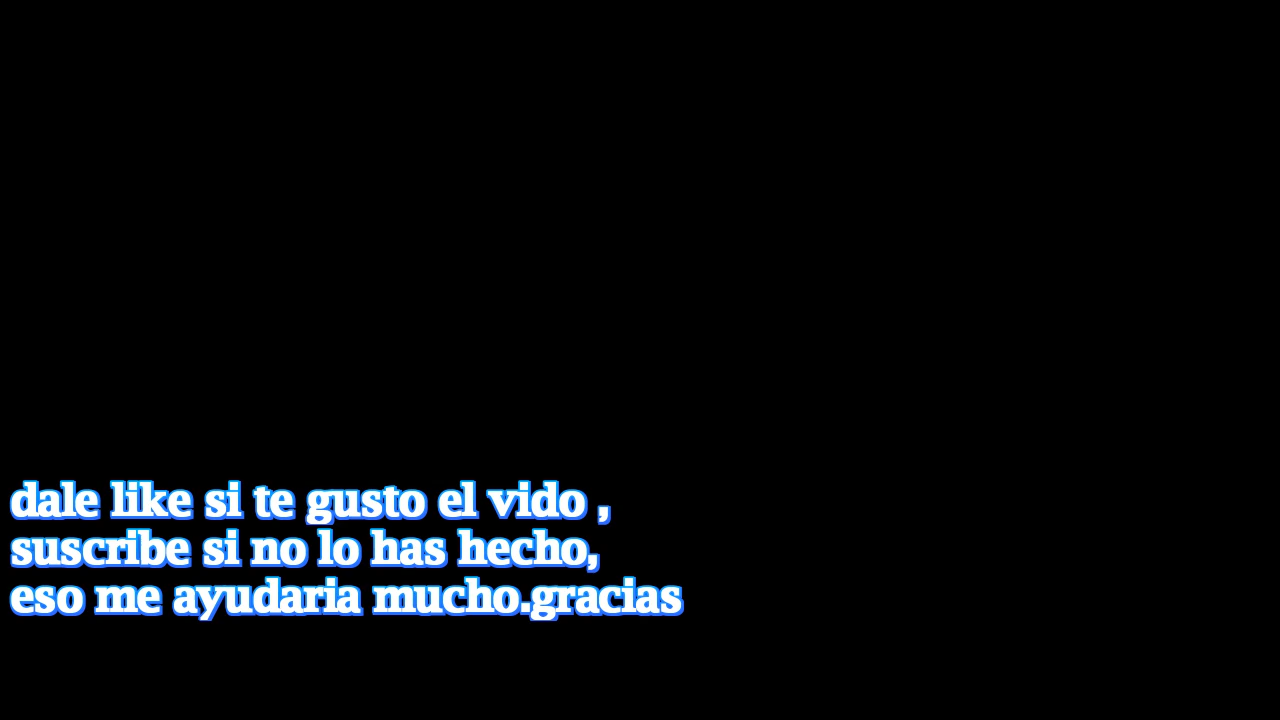 dale like si te gusto el vido ,
suscribe si no lo has hecho,
eso me ayudaria mucho.gracias